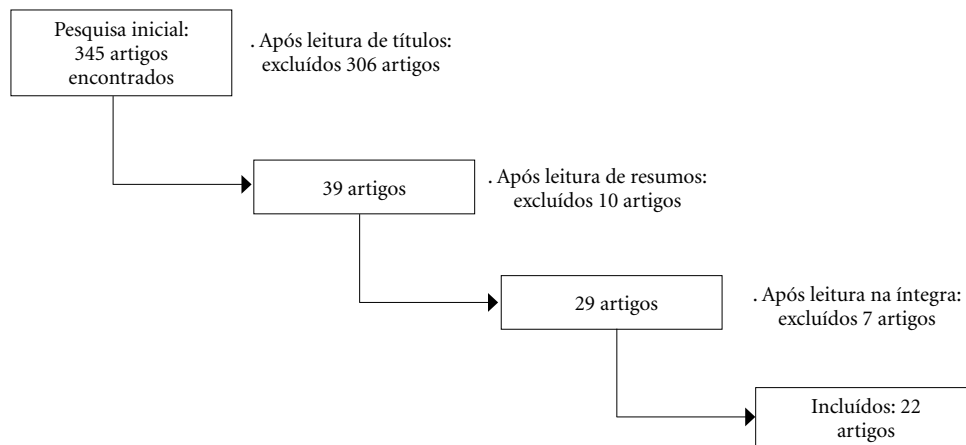 Pesquisa inicial:
345 artigos
encontrados
. Após leitura de títulos:
excluídos 306 artigos
39 artigos
. Após leitura de resumos:
excluídos 10 artigos
29 artigos
. Após leitura na íntegra:
excluídos 7 artigos
Incluídos: 22
artigos